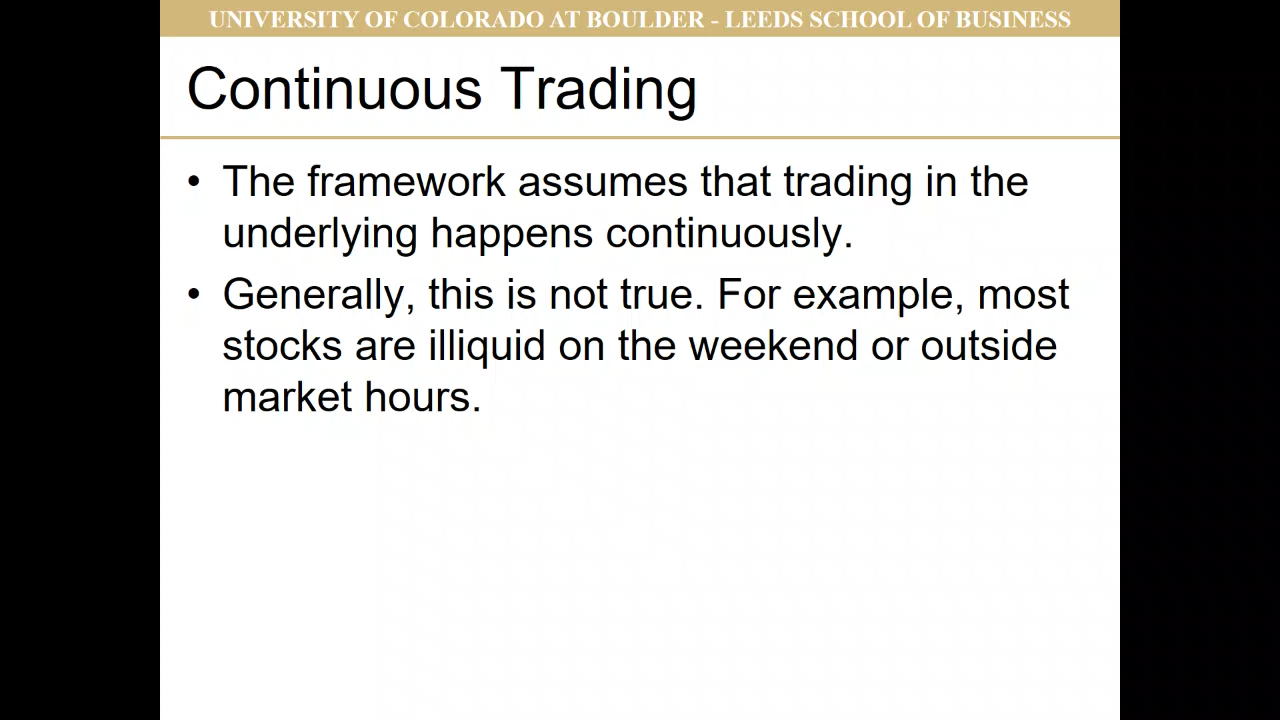 UNIVERSITY OF COLORADO AT BOULDER - LEEDS SCHOOL OF BUSINESS
Continuous Trading
• The framework assumes that trading in the
underlying happens continuously.
• Generally, this is not true. For example, most
stocks are illiquid on the weekend or outside
market hours.